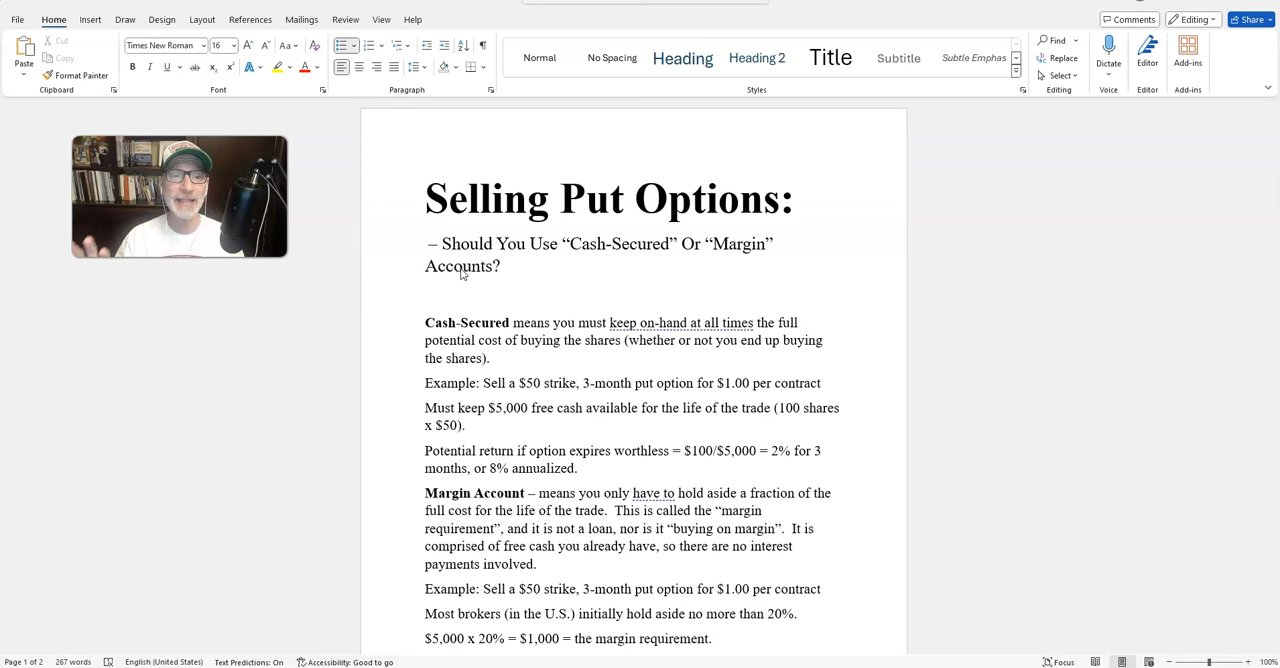 File Home Insert Draw Design Layout References Mailings Review View Help
Comments Editing Share
Paste Cut Copy Format Painter
Times New Roman 16 Aa
Normal No Spacing Heading Heading 2 Title Subtitle Subtle Emphas
Find Replace Select
Dictate Editor Add-ins
Clipboard Font Paragraph Styles Editing Voice Editor Add-ins
Selling Put Options:
– Should You Use “Cash-Secured” Or “Margin”
Accounts?
Cash-Secured means you must keep on-hand at all times the full
potential cost of buying the shares (whether or not you end up buying
the shares).
Example: Sell a $50 strike, 3-month put option for $1.00 per contract
Must keep $5,000 free cash available for the life of the trade (100 shares
x $50).
Potential return if option expires worthless = $100/$5,000 = 2% for 3
months, or 8% annualized.
Margin Account – means you only have to hold aside a fraction of the
full cost for the life of the trade. This is called the “margin
requirement”, and it is not a loan, nor is it “buying on margin”. It is
comprised of free cash you already have, so there are no interest
payments involved.
Example: Sell a $50 strike, 3-month put option for $1.00 per contract
Most brokers (in the U.S.) initially hold aside no more than 20%.
$5,000 x 20% = $1,000 = the margin requirement.
Page 1 of 2 267 words English (United States) Text Predictions: On Accessibility: Good to go Focus 100%